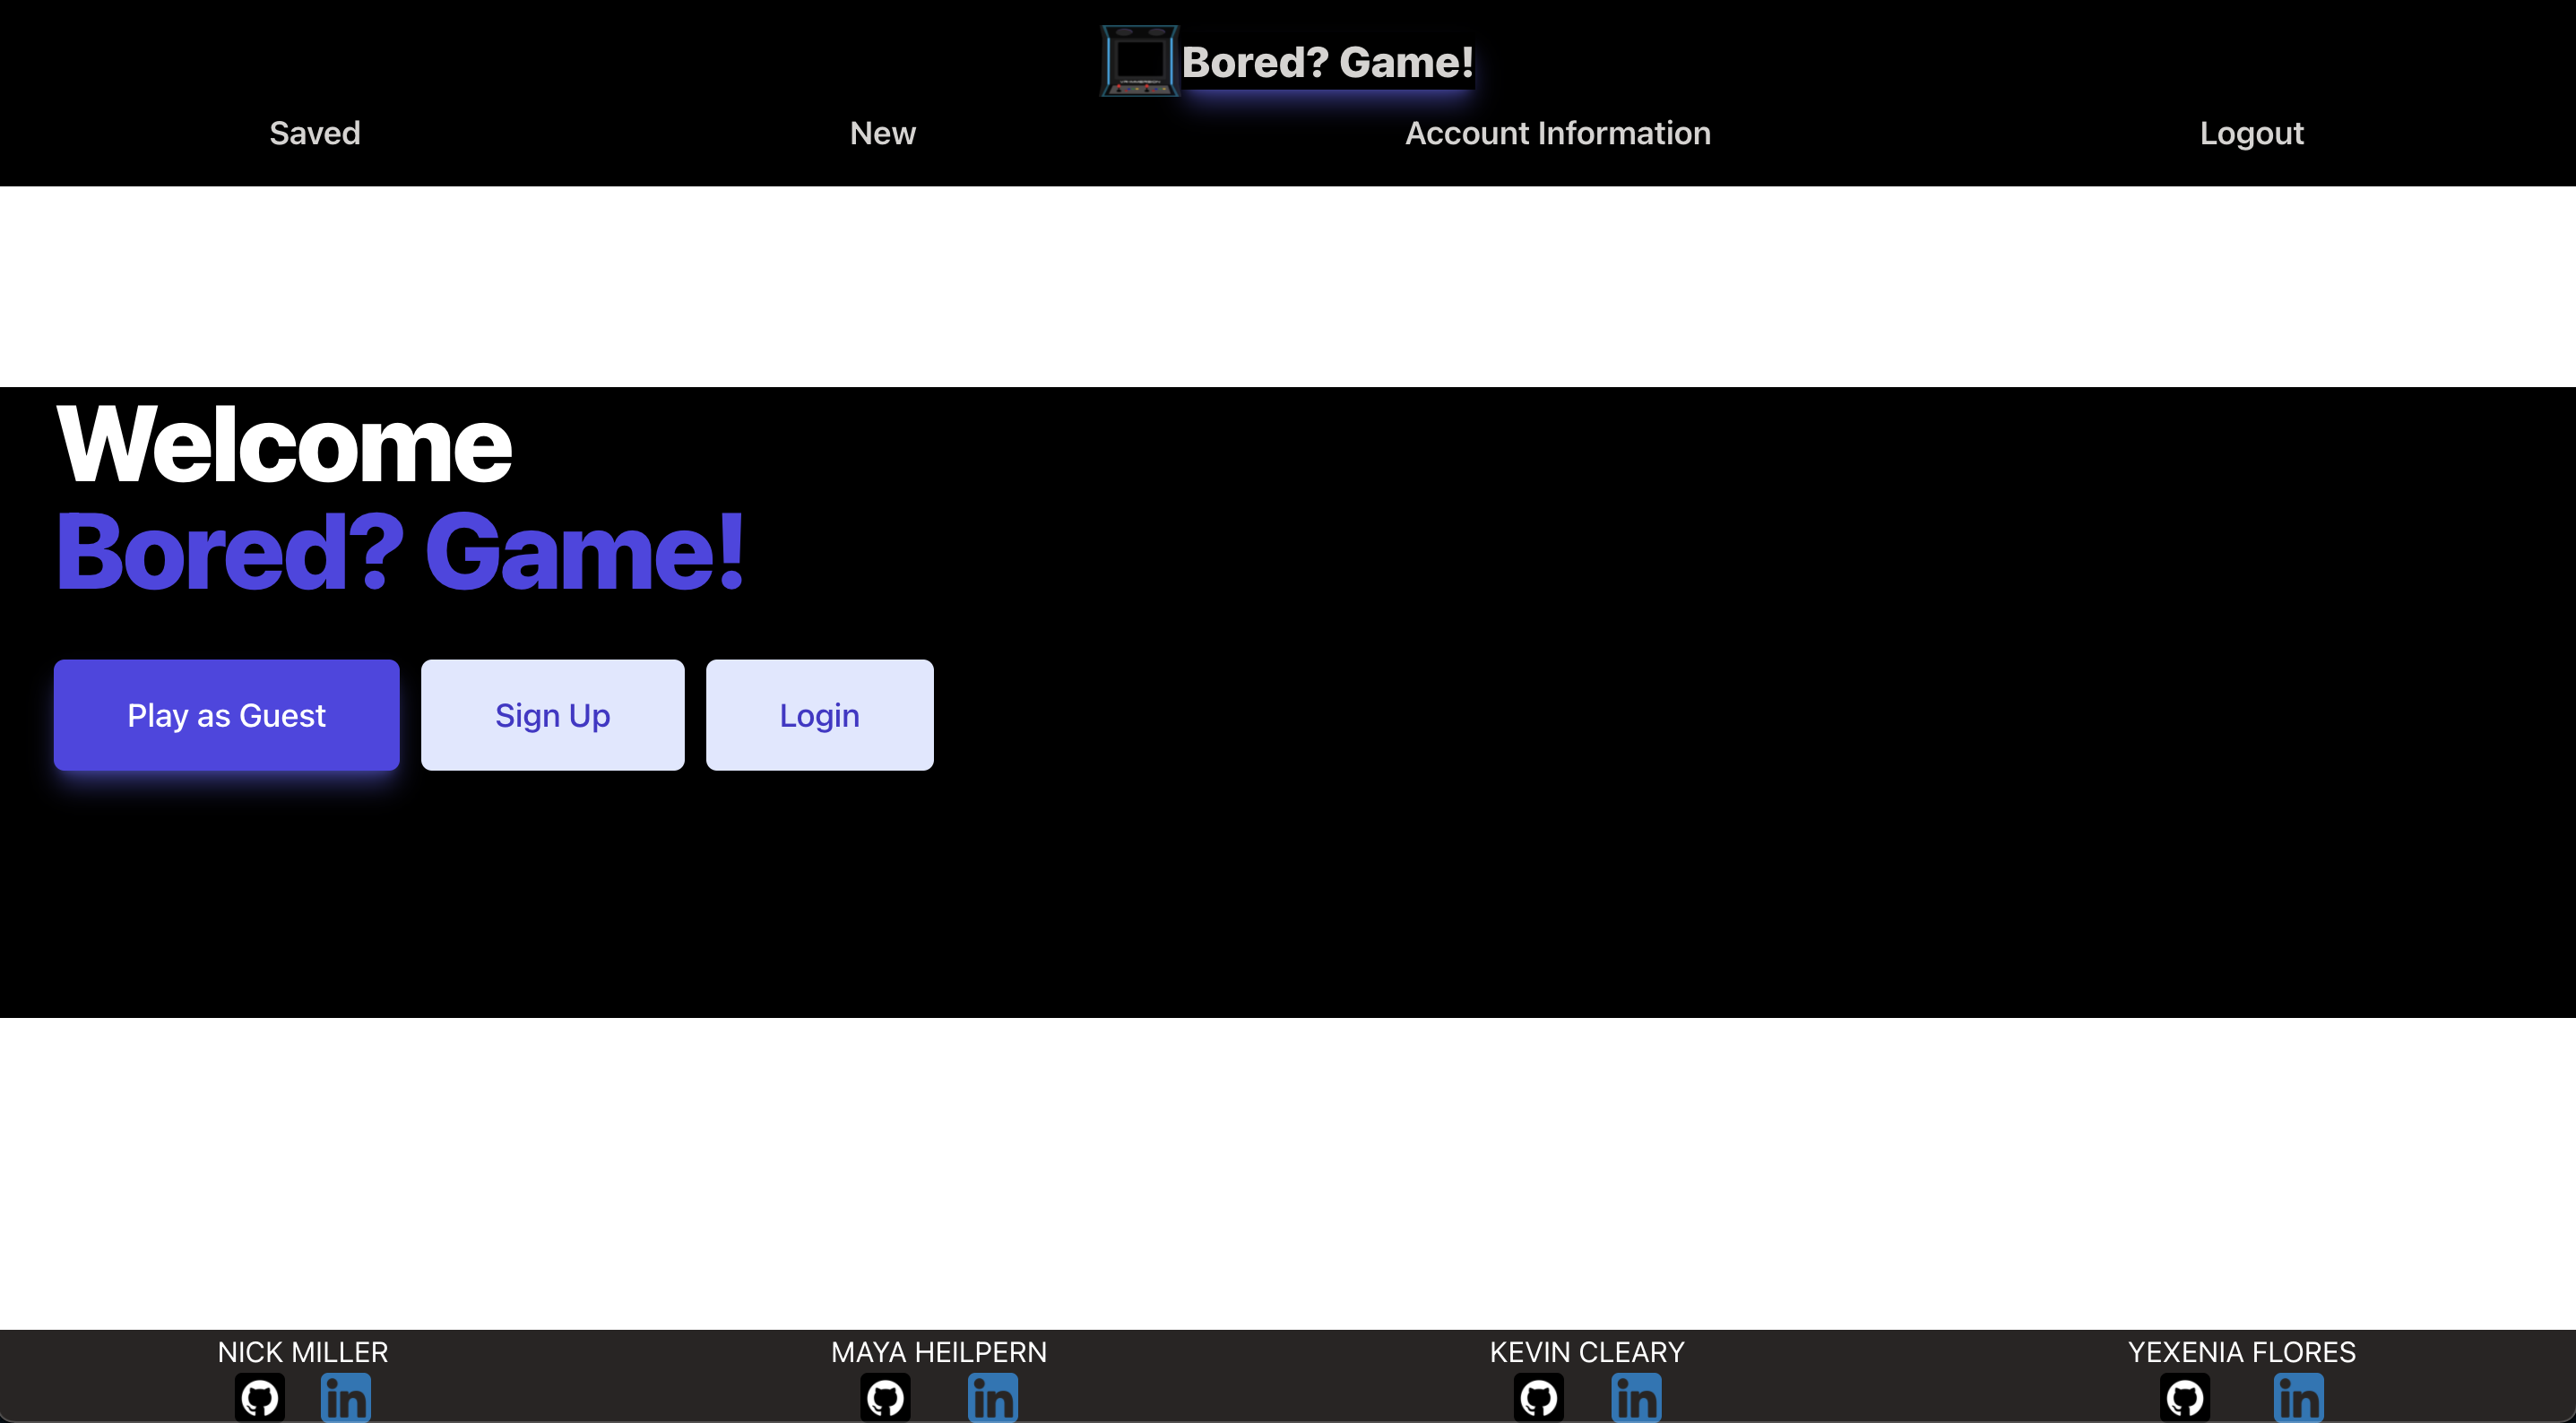 Bored? Game!
Saved New Account Information Logout
Welcome
Bored? Game!
Play as Guest Sign Up Login
NICK MILLER MAYA HEILPERN KEVIN CLEARY YEXENIA FLORES
in in in in